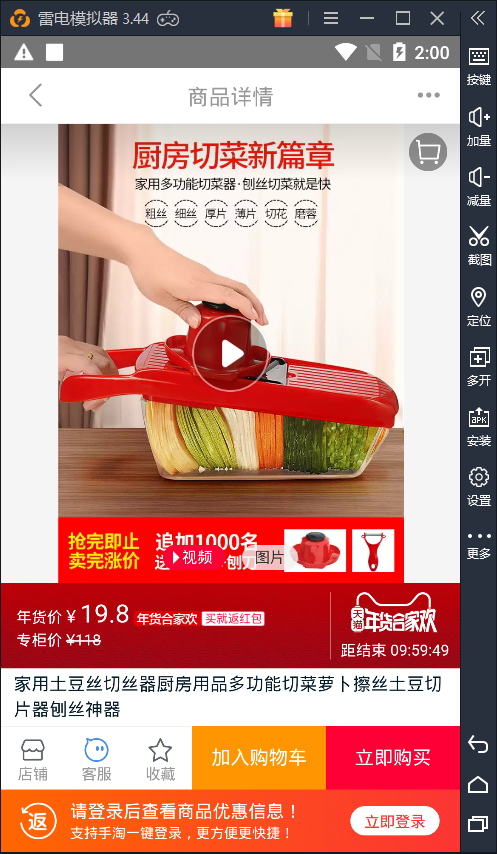 雷电模拟器 3.44
2:00
商品详情
厨房切菜新篇章
家用多功能切菜器·刨丝切菜就是快
粗丝 细丝 厚片 薄片 切花 磨蓉
抢完即止 追加1000名
卖完涨价
视频 图片
年货价 ¥ 19.8 年货合家欢 买就返红包
专柜价 ¥118
天猫 年货合家欢
距结束 09:59:49
家用土豆丝切丝器厨房用品多功能切菜萝卜擦丝土豆切
片器刨丝神器
店铺 客服 收藏 加入购物车 立即购买
返 请登录后查看商品优惠信息！
支持手淘一键登录，更方便更快捷！
立即登录
按键
加量
减量
截图
定位
多开
APK
安装
设置
更多